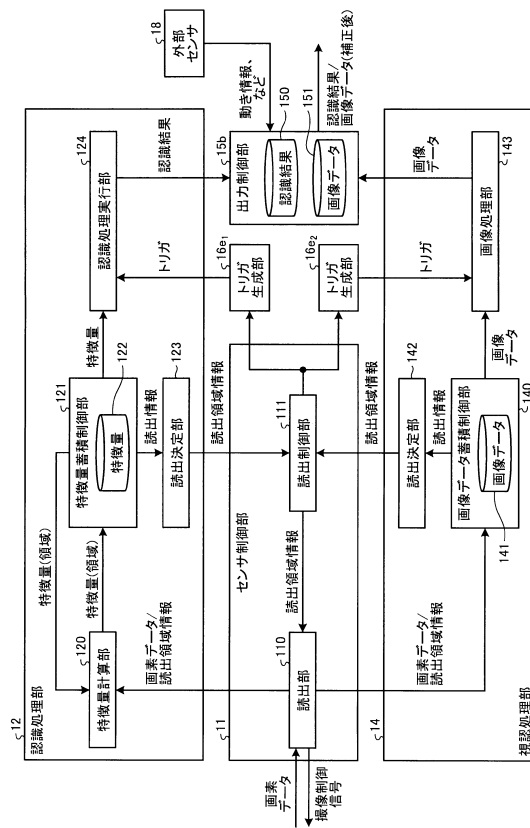 12
認識処理部
120
特徴量計算部
特徴量(領域)
特徴量(領域)
121
特徴量蓄積制御部
122
特徴量
特徴量
124
認識処理実行部
認識結果
読出情報
123
読出決定部
画素データ/
読出領域情報
読出領域情報
トリガ
18
外部
センサ
動き情報、
など
11
センサ制御部
画素
データ
撮像制御
信号
110
読出部
読出領域情報
111
読出制御部
読出領域情報
16e₁
トリガ
生成部
16e₂
トリガ
生成部
15b
出力制御部
150
認識結果
151
画像データ
認識結果/
画像データ(補正後)
14
視認処理部
画素データ/
読出領域情報
読出領域情報
142
読出決定部
読出情報
140
画像データ蓄積制御部
141
画像データ
画像
データ
143
画像処理部
トリガ
画像データ